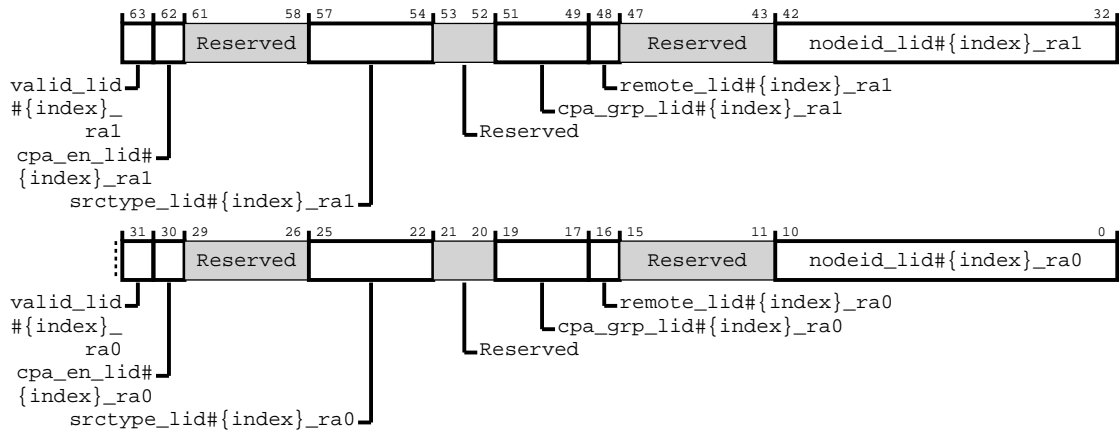 63 62 61 58 57 54 53 52 51 49 48 47 43 42 32
Reserved Reserved nodeid_lid#{index}_ra1
valid_lid
#{index}_
ra1
remote_lid#{index}_ra1
cpa_grp_lid#{index}_ra1
Reserved
cpa_en_lid#
{index}_ra1
srctype_lid#{index}_ra1
31 30 29 26 25 22 21 20 19 17 16 15 11 10 0
Reserved Reserved nodeid_lid#{index}_ra0
valid_lid
#{index}_
ra0
remote_lid#{index}_ra0
cpa_grp_lid#{index}_ra0
Reserved
cpa_en_lid#
{index}_ra0
srctype_lid#{index}_ra0